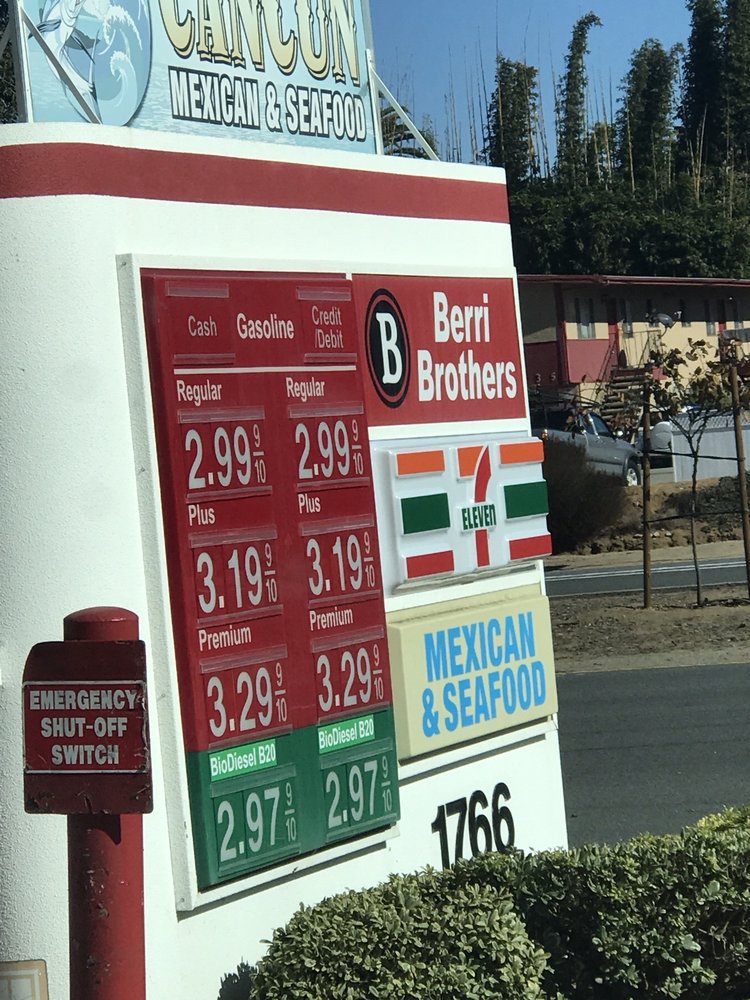 CANCUN
MEXICAN & SEAFOOD
Cash Gasoline Credit /Debit
Regular Regular
2.99 9/10 2.99 9/10
Plus Plus
3.19 9/10 3.19 9/10
Premium Premium
3.29 9/10 3.29 9/10
BioDiesel B20 BioDiesel B20
2.97 9/10 2.97 9/10
B
Berri
Brothers
7
ELEVEN
MEXICAN
& SEAFOOD
1766
EMERGENCY
SHUT-OFF
SWITCH